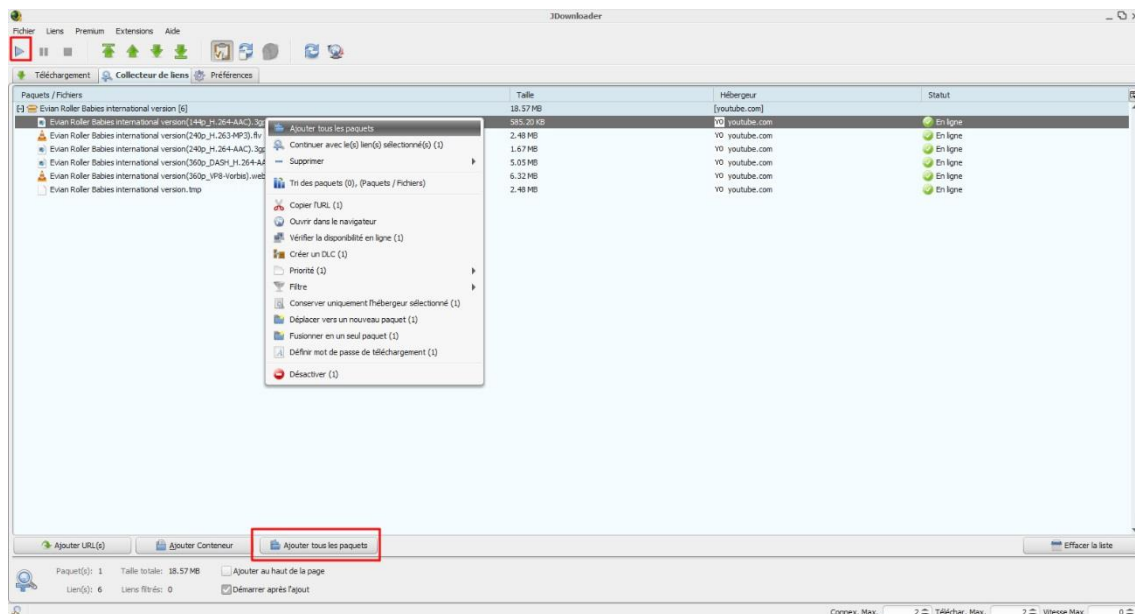 JDownloader
Fichier Liens Premium Extensions Aide
Téléchargement Collecteur de liens Préférences
Paquets / Fichiers Taille Hébergeur Statut
Evian Roller Babies international version [6] 18.57 MB [youtube.com]
Evian Roller Babies international version(144p_H.264-AAC).3gp 585.20 KB youtube.com En ligne
Evian Roller Babies international version(240p_H.263-MP3).flv 2.48 MB youtube.com En ligne
Evian Roller Babies international version(240p_H.264-AAC).3gp 1.67 MB youtube.com En ligne
Evian Roller Babies international version(360p_DASH_H.264-AA 5.05 MB YO youtube.com En ligne
Evian Roller Babies international version(360p_VP8-Vorbis).web 6.32 MB YO youtube.com En ligne
Evian Roller Babies international version.tmp 2.48 MB YO youtube.com En ligne
Ajouter tous les paquets
Continuer avec le(s) lien(s) sélectionné(s) (1)
Supprimer
Tri des paquets (0), (Paquets / Fichiers)
Copier l'URL (1)
Ouvrir dans le navigateur
Vérifier la disponibilité en ligne (1)
Créer un DLC (1)
Priorité (1)
Filtre
Conserver uniquement l'hébergeur sélectionné (1)
Déplacer vers un nouveau paquet (1)
Fusionner en un seul paquet (1)
Définir mot de passe de téléchargement (1)
Désactiver (1)
Ajouter URL(s) Ajouter Conteneur Ajouter tous les paquets Effacer la liste
Paquet(s): 1 Taille totale: 18.57 MB Ajouter au haut de la page
Lien(s): 6 Liens filtrés: 0 Démarrer après l'ajout
Connex. Max. 2 Téléchar. Max. 2 Vitesse Max 0